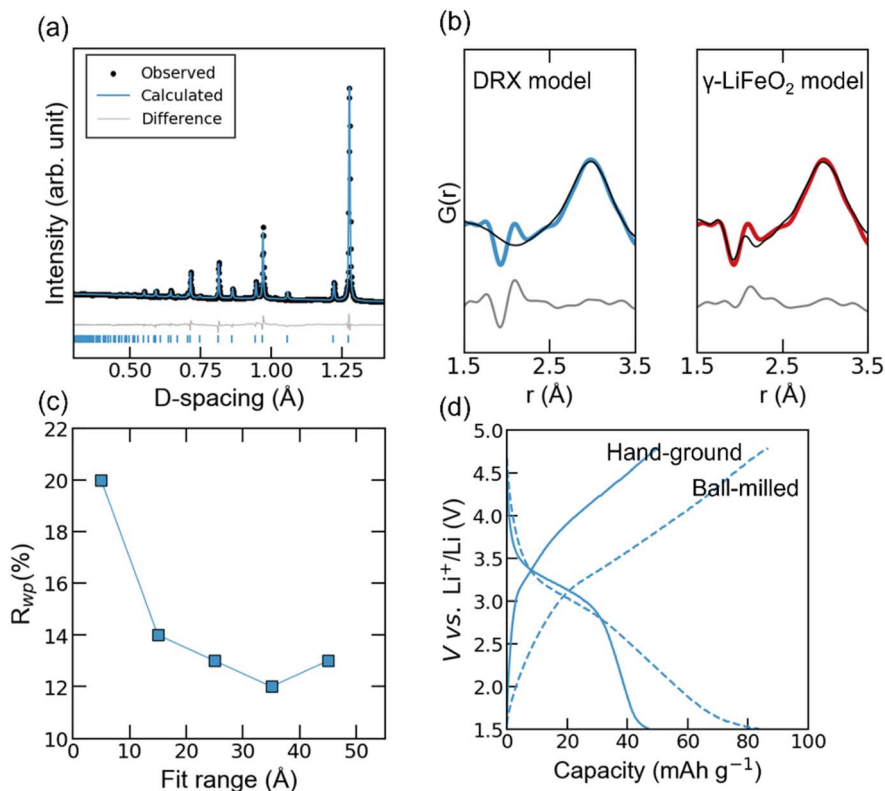 (a)
Observed
Calculated
Difference
Intensity (arb. unit)
0.50
0.75
1.00
1.25
D-spacing (Å)
(b)
DRX model
γ-LiFeO₂ model
G(r)
1.5
2.5
3.5
1.5
2.5
3.5
r (Å)
r (Å)
(c)
20
18
16
14
12
10
R_wp(%)
0
10
20
30
40
50
Fit range (Å)
(d)
Hand-ground
Ball-milled
5.0
4.5
4.0
3.5
3.0
2.5
2.0
1.5
V vs. Li⁺/Li (V)
0
20
40
60
80
100
Capacity (mAh g⁻¹)